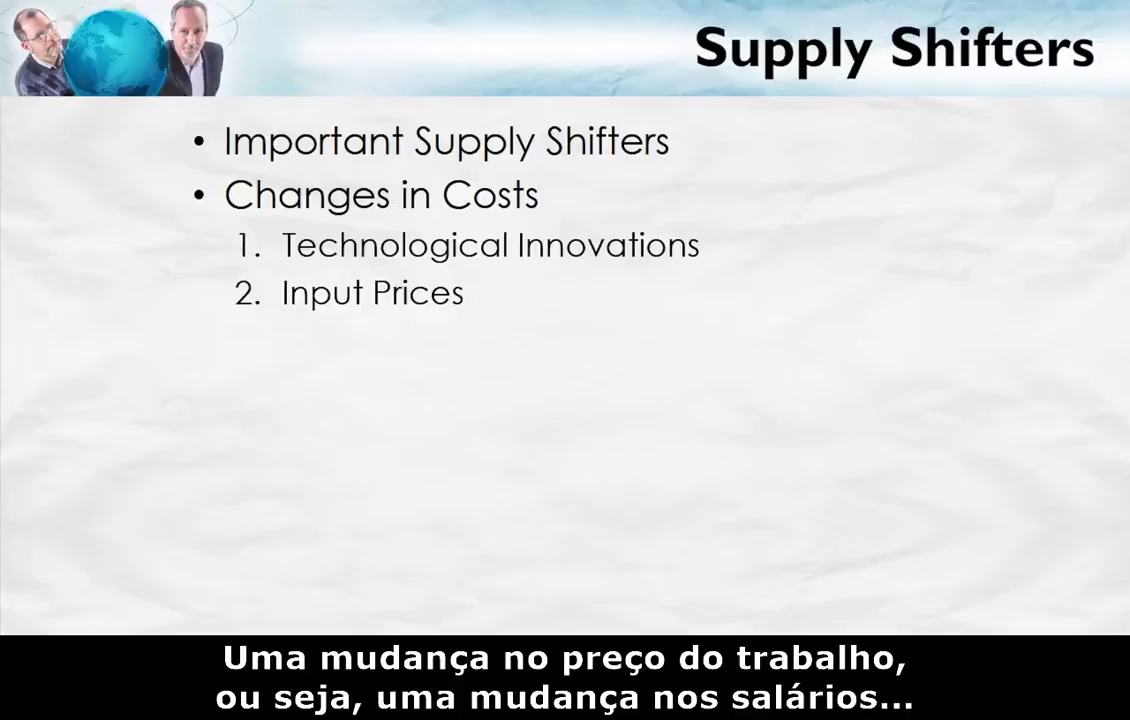 Supply Shifters
• Important Supply Shifters
• Changes in Costs
1. Technological Innovations
2. Input Prices
Uma mudança no preço do trabalho,
ou seja, uma mudança nos salários...